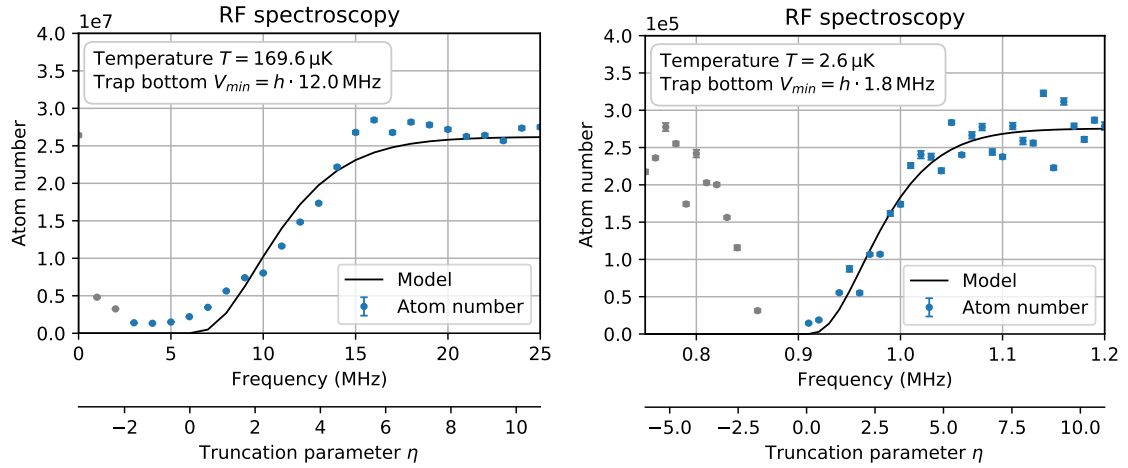 RF spectroscopy
1e7
Temperature T = 169.6 μK
Trap bottom Vmin = h · 12.0 MHz
4.0
3.5
3.0
2.5
2.0
1.5
1.0
0.5
0.0
Atom number
Model
Atom number
0 5 10 15 20 25
Frequency (MHz)
−2 0 2 4 6 8 10
Truncation parameter η
RF spectroscopy
1e5
Temperature T = 2.6 μK
Trap bottom Vmin = h · 1.8 MHz
4.0
3.5
3.0
2.5
2.0
1.5
1.0
0.5
0.0
Atom number
Model
Atom number
0.8 0.9 1.0 1.1 1.2
Frequency (MHz)
−5.0 −2.5 0.0 2.5 5.0 7.5 10.0
Truncation parameter η